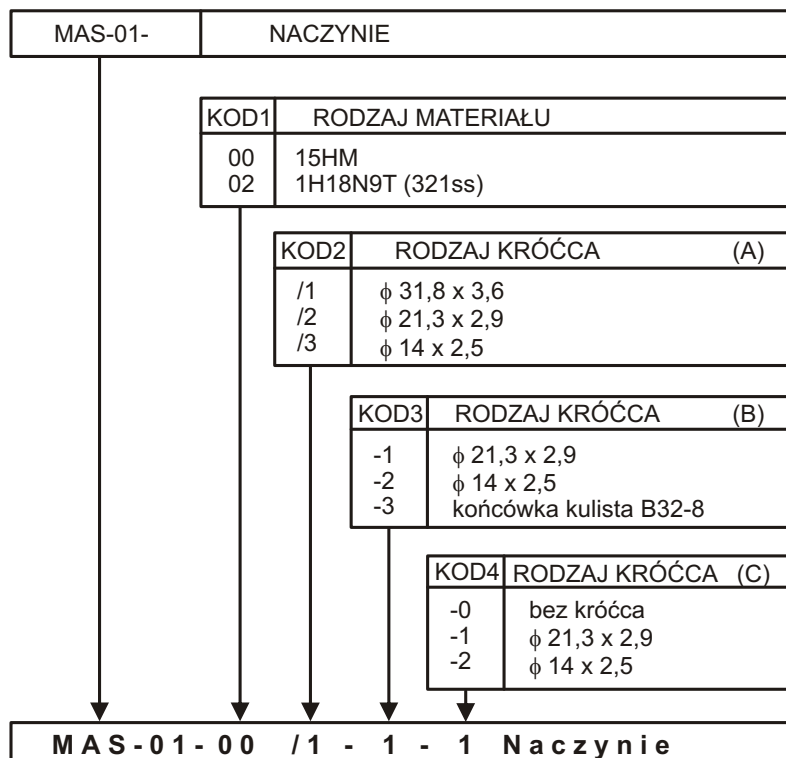 MAS-01- NACZYNIE
KOD1 RODZAJ MATERIAŁU
00 15HM
02 1H18N9T (321ss)
KOD2 RODZAJ KRÓĆCA (A)
/1 ϕ 31,8 x 3,6
/2 ϕ 21,3 x 2,9
/3 ϕ 14 x 2,5
KOD3 RODZAJ KRÓĆCA (B)
-1 ϕ 21,3 x 2,9
-2 ϕ 14 x 2,5
-3 końcówka kulista B32-8
KOD4 RODZAJ KRÓĆCA (C)
-0 bez króćca
-1 ϕ 21,3 x 2,9
-2 ϕ 14 x 2,5
MAS-01-00 /1 - 1 - 1 Naczynie